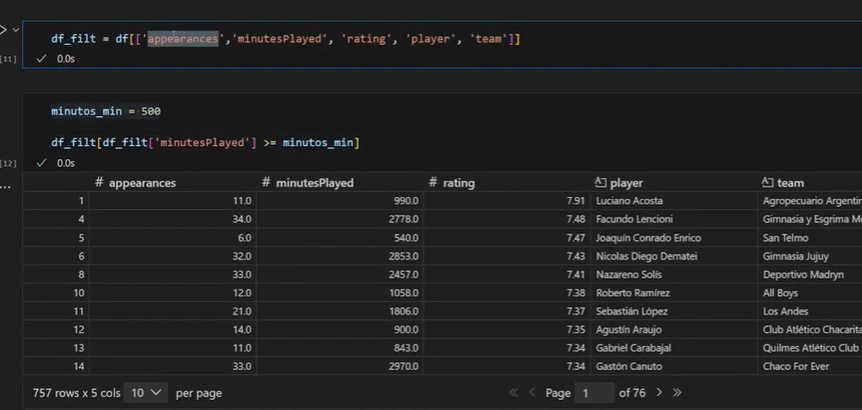 df_filt = df[['appearances','minutesPlayed', 'rating', 'player', 'team']]
[11]
0.0s
minutos_min = 500
df_filt[df_filt['minutesPlayed'] >= minutos_min]
[12]
0.0s
# appearances # minutesPlayed # rating player team
1 11.0 990.0 7.91 Luciano Acosta Agropecuario Argentin
4 34.0 2778.0 7.48 Facundo Lencioni Gimnasia y Esgrima M
5 6.0 540.0 7.47 Joaquín Conrado Enrico San Telmo
6 32.0 2853.0 7.43 Nicolas Diego Dematei Gimnasia Jujuy
8 33.0 2457.0 7.41 Nazareno Solís Deportivo Madryn
10 12.0 1058.0 7.38 Roberto Ramírez All Boys
11 21.0 1806.0 7.37 Sebastián López Los Andes
12 14.0 900.0 7.35 Agustín Araujo Club Atlético Chacarita
13 11.0 843.0 7.34 Gabriel Carabajal Quilmes Atlético Club
14 33.0 2970.0 7.34 Gastón Canuto Chaco For Ever
757 rows x 5 cols 10 per page Page 1 of 76